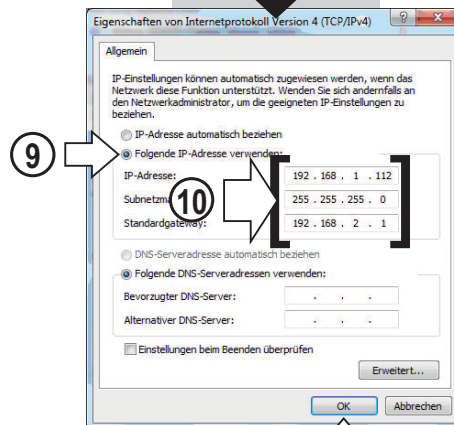 Eigenschaften von Internetprotokoll Version 4 (TCP/IPv4)
Allgemein
IP-Einstellungen können automatisch zugewiesen werden, wenn das
Netzwerk diese Funktion unterstützt. Wenden Sie sich andernfalls an
den Netzwerkadministrator, um die geeigneten IP-Einstellungen zu
beziehen.
IP-Adresse automatisch beziehen
9
Folgende IP-Adresse verwenden:
IP-Adresse: 192 . 168 . 1 . 112
10
255 . 255 . 255 . 0
Standardgateway: 192 . 168 . 2 . 1
DNS-Serveradresse automatisch beziehen
Folgende DNS-Serveradressen verwenden:
Bevorzugter DNS-Server: . . .
Alternativer DNS-Server: . . .
Einstellungen beim Beenden überprüfen
Erweitert...
OK Abbrechen